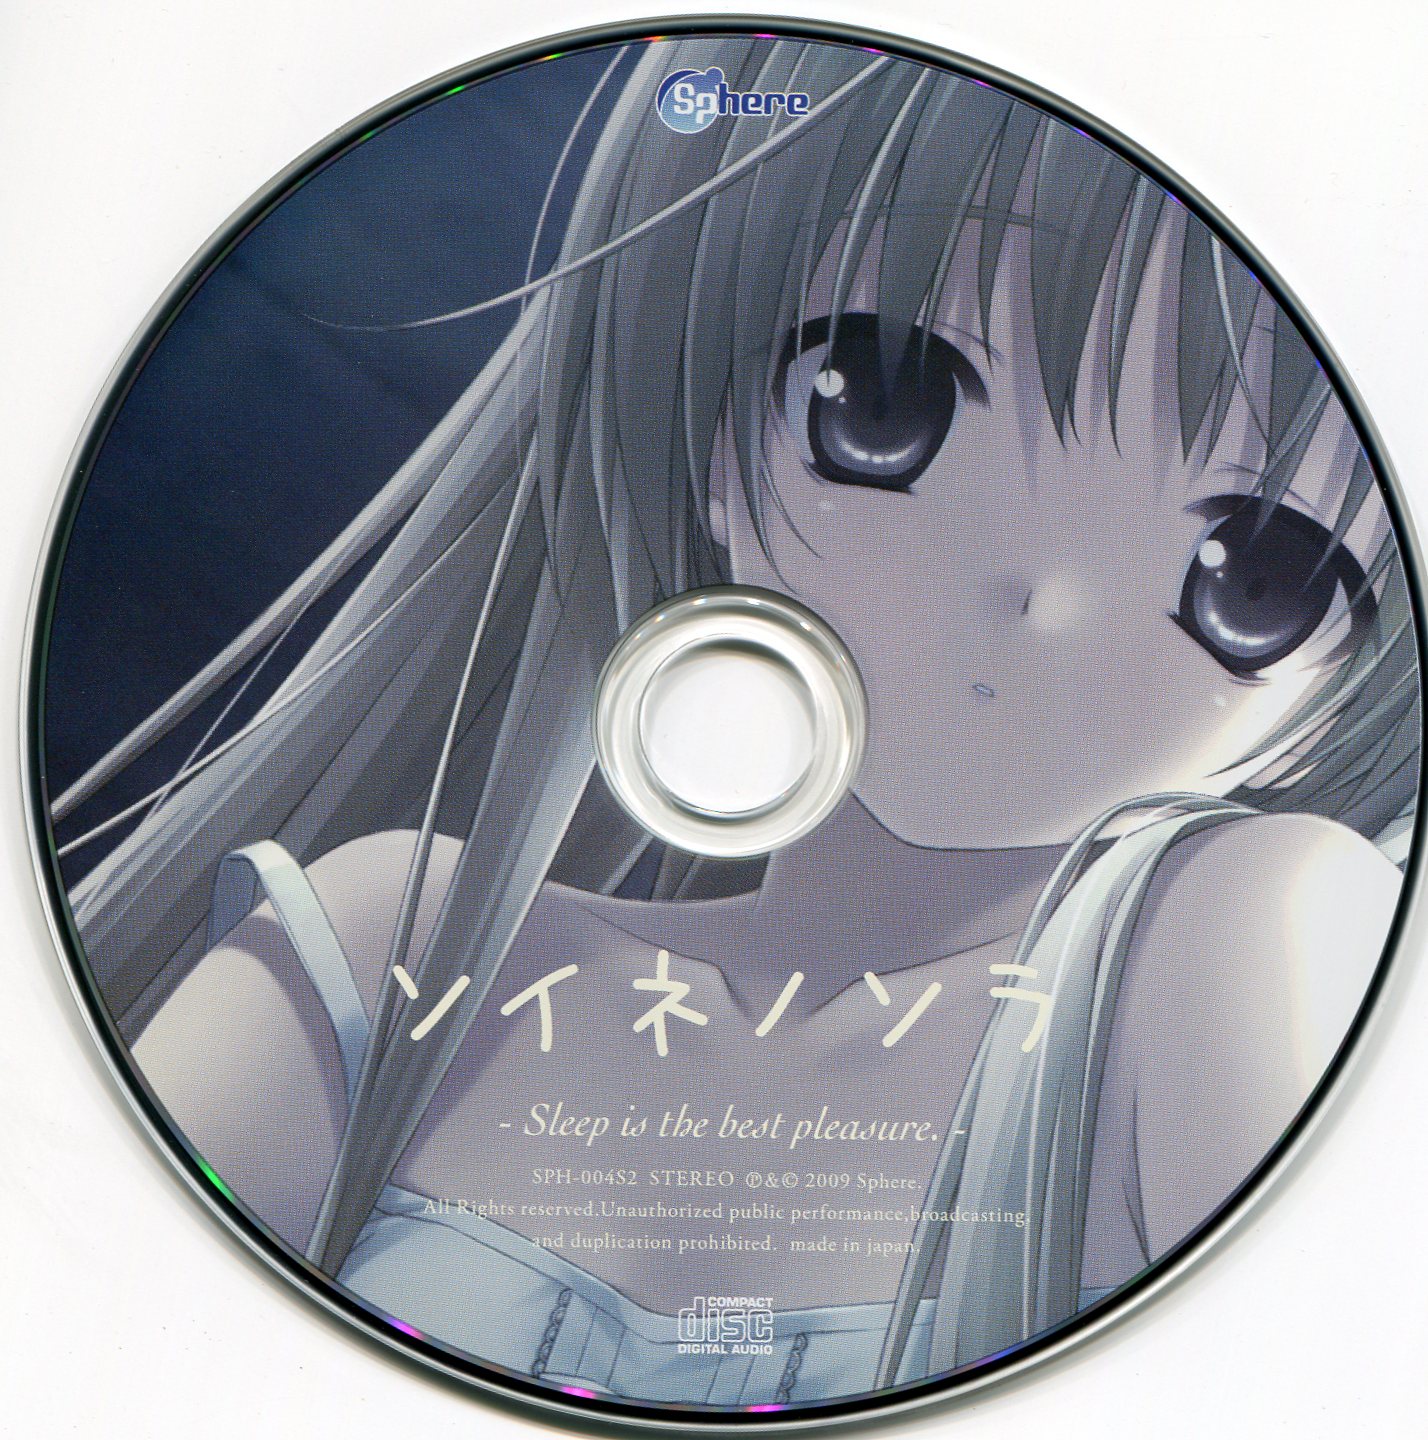 Sphere
ソイネノソラ
- Sleep is the best pleasure. -
SPH-004S2 STEREO ℗&© 2009 Sphere.
All Rights reserved.Unauthorized public performance,broadcasting,
and duplication prohibited. made in japan.
COMPACT
disc
DIGITAL AUDIO